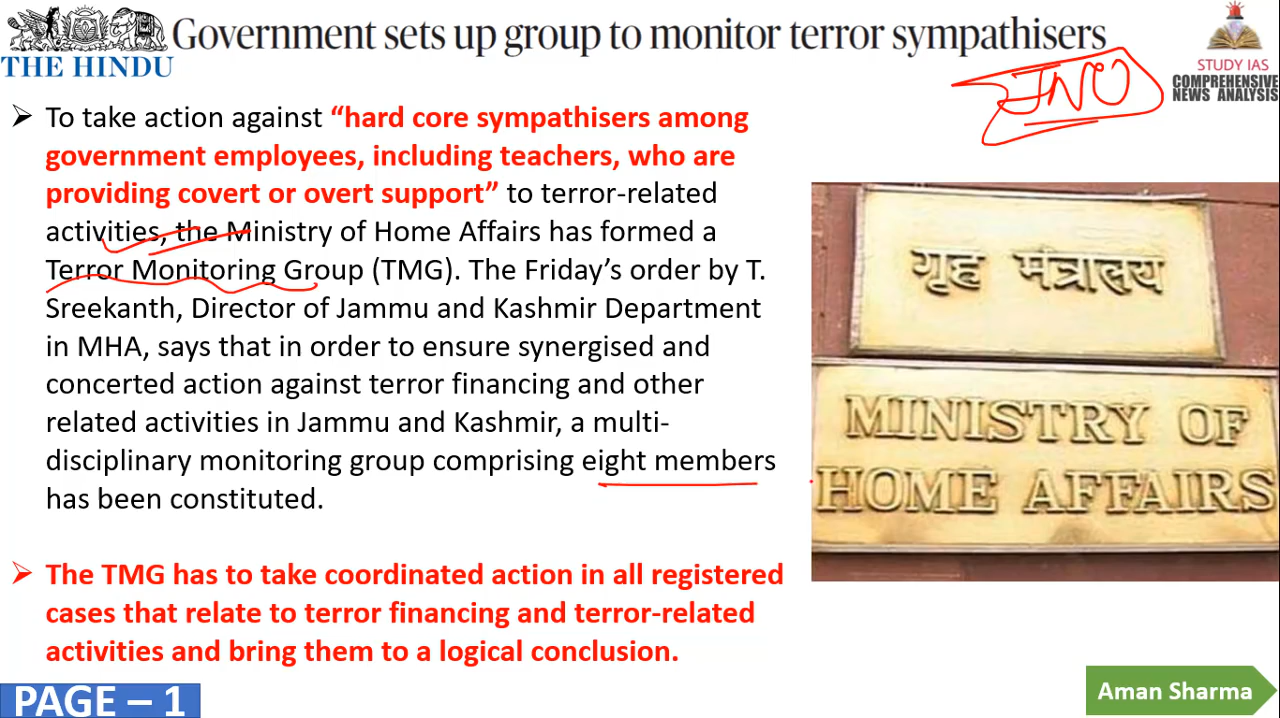 Government sets up group to monitor terror sympathisers
THE HINDU
STUDY IAS
COMPREHENSIVE
NEWS ANALYSIS
To take action against “hard core sympathisers among
government employees, including teachers, who are
providing covert or overt support” to terror-related
activities, the Ministry of Home Affairs has formed a
Terror Monitoring Group (TMG). The Friday’s order by T.
Sreekanth, Director of Jammu and Kashmir Department
in MHA, says that in order to ensure synergised and
concerted action against terror financing and other
related activities in Jammu and Kashmir, a multi-
disciplinary monitoring group comprising eight members
has been constituted.
The TMG has to take coordinated action in all registered
cases that relate to terror financing and terror-related
activities and bring them to a logical conclusion.
गृह मंत्रालय
MINISTRY OF
HOME AFFAIRS
PAGE – 1
Aman Sharma